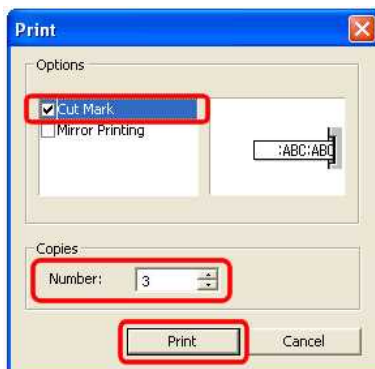 Print
Options
Cut Mark
Mirror Printing
:ABC:ABC
Copies
Number: 3
Print Cancel